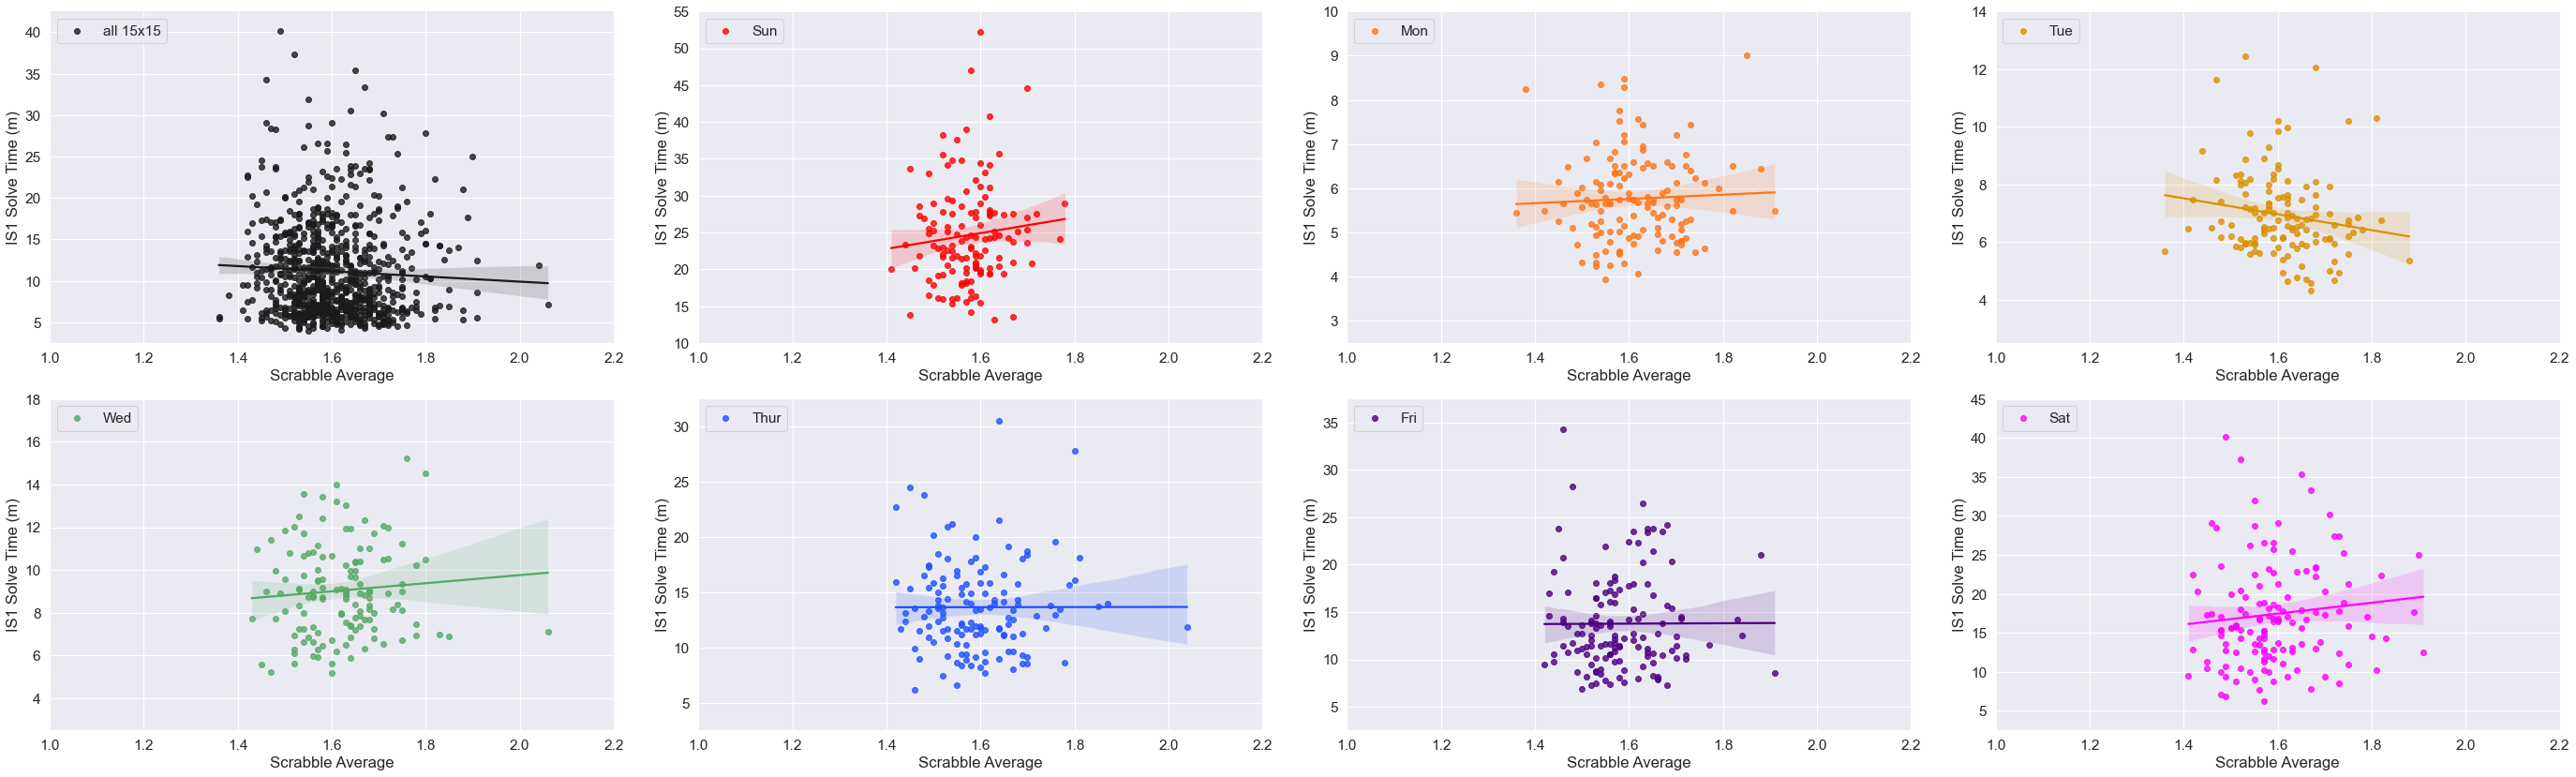 all 15x15
IS1 Solve Time (m)
40
35
30
25
20
15
10
5
1.0 1.2 1.4 1.6 1.8 2.0 2.2
Scrabble Average
Sun
IS1 Solve Time (m)
55
50
45
40
35
30
25
20
15
10
1.0 1.2 1.4 1.6 1.8 2.0 2.2
Scrabble Average
Mon
IS1 Solve Time (m)
10
9
8
7
6
5
4
3
1.0 1.2 1.4 1.6 1.8 2.0 2.2
Scrabble Average
Tue
IS1 Solve Time (m)
14
12
10
8
6
4
1.0 1.2 1.4 1.6 1.8 2.0 2.2
Scrabble Average
Wed
IS1 Solve Time (m)
18
16
14
12
10
8
6
4
1.0 1.2 1.4 1.6 1.8 2.0 2.2
Scrabble Average
Thur
IS1 Solve Time (m)
30
25
20
15
10
5
1.0 1.2 1.4 1.6 1.8 2.0 2.2
Scrabble Average
Fri
IS1 Solve Time (m)
35
30
25
20
15
10
5
1.0 1.2 1.4 1.6 1.8 2.0 2.2
Scrabble Average
Sat
IS1 Solve Time (m)
45
40
35
30
25
20
15
10
5
1.0 1.2 1.4 1.6 1.8 2.0 2.2
Scrabble Average